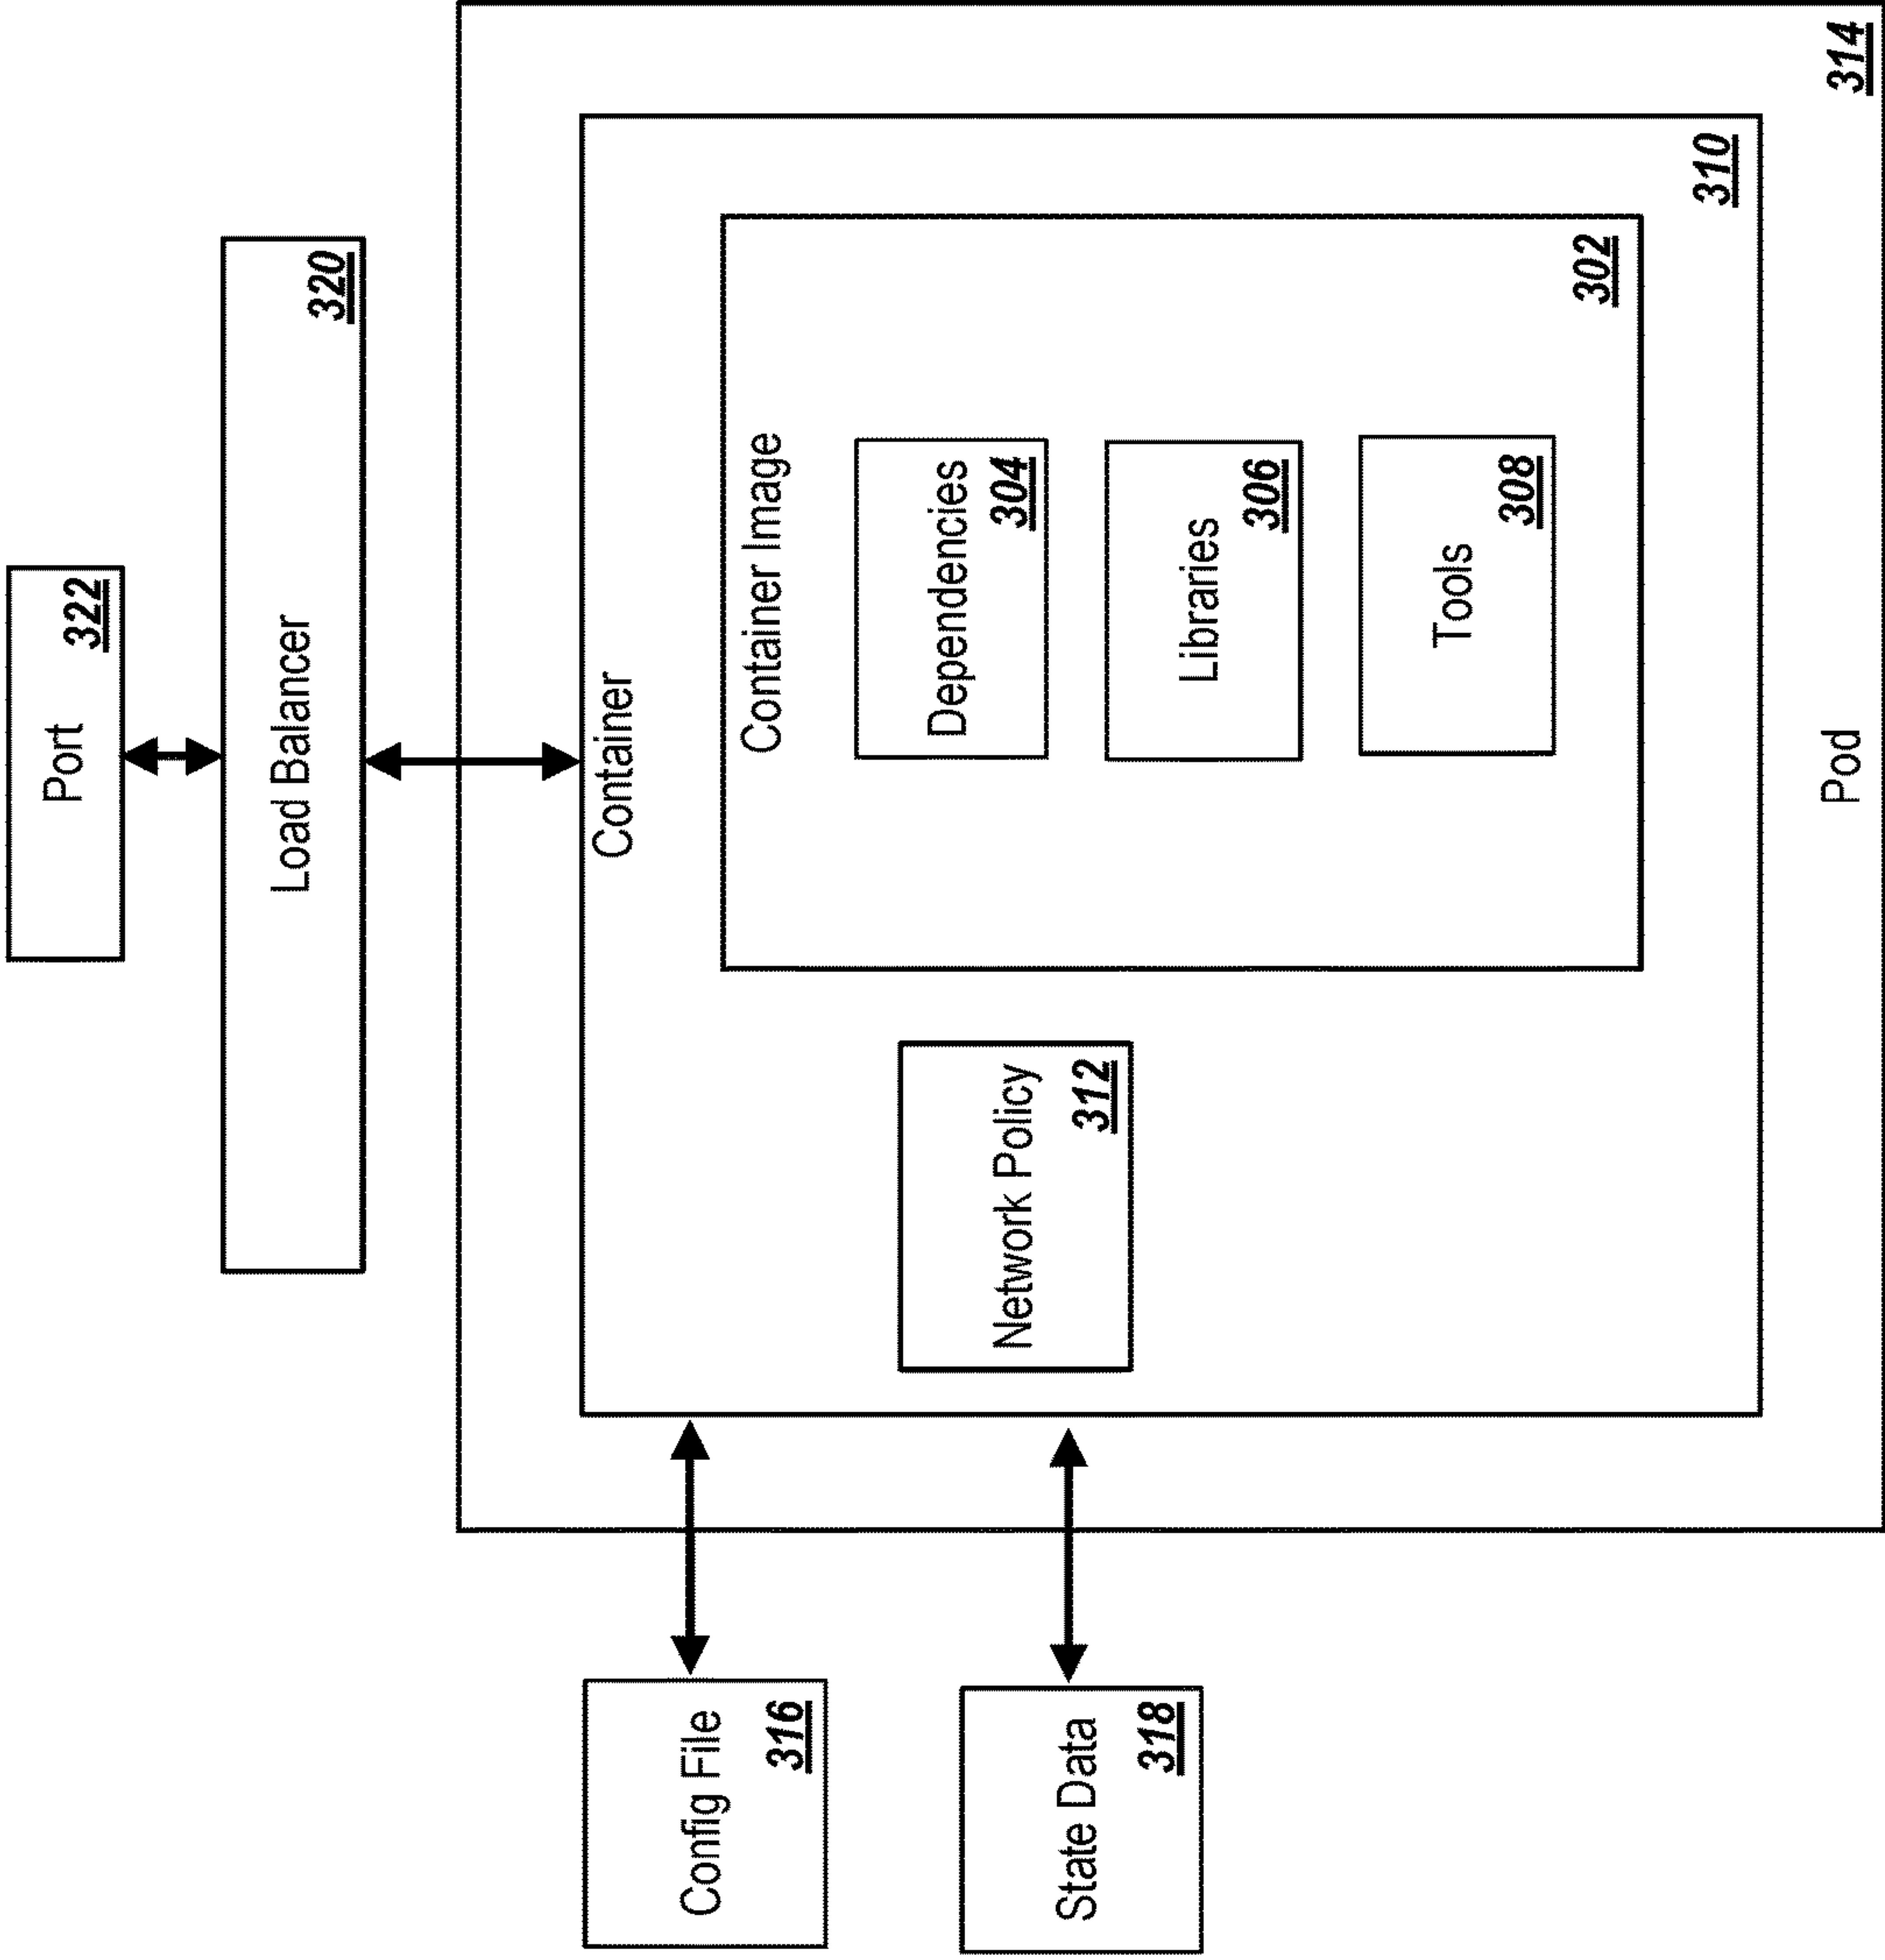 Port
322
Load Balancer
320
Container
Container Image
Dependencies
304
Libraries
306
Tools
308
302
Network Policy
312
310
Pod
314
Config File
316
State Data
318